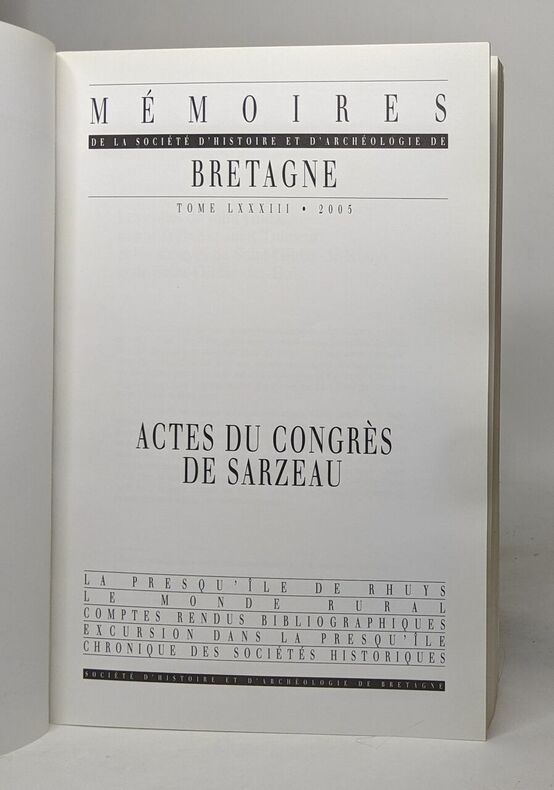 MÉMOIRES
DE LA SOCIÉTÉ D'HISTOIRE ET D'ARCHÉOLOGIE DE
BRETAGNE
TOME LXXXIII • 2005
ACTES DU CONGRÈS
DE SARZEAU
LA PRESQU'ÎLE DE RHUYS
LE MONDE RURAL
COMPTES RENDUS BIBLIOGRAPHIQUES
EXCURSION DANS LA PRESQU'ÎLE
CHRONIQUE DES SOCIÉTÉS HISTORIQUES
SOCIÉTÉ D'HISTOIRE ET D'ARCHÉOLOGIE DE BRETAGNE